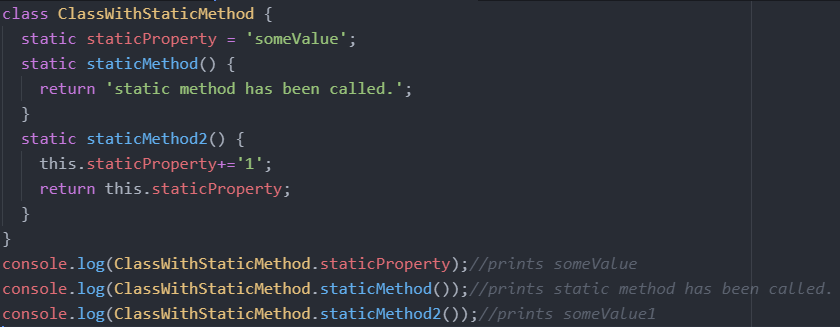 class ClassWithStaticMethod {
  static staticProperty = 'someValue';
  static staticMethod() {
    return 'static method has been called.';
  }
  static staticMethod2() {
    this.staticProperty+='1';
    return this.staticProperty;
  }
}
console.log(ClassWithStaticMethod.staticProperty);//prints someValue
console.log(ClassWithStaticMethod.staticMethod());//prints static method has been called.
console.log(ClassWithStaticMethod.staticMethod2());//prints someValue1